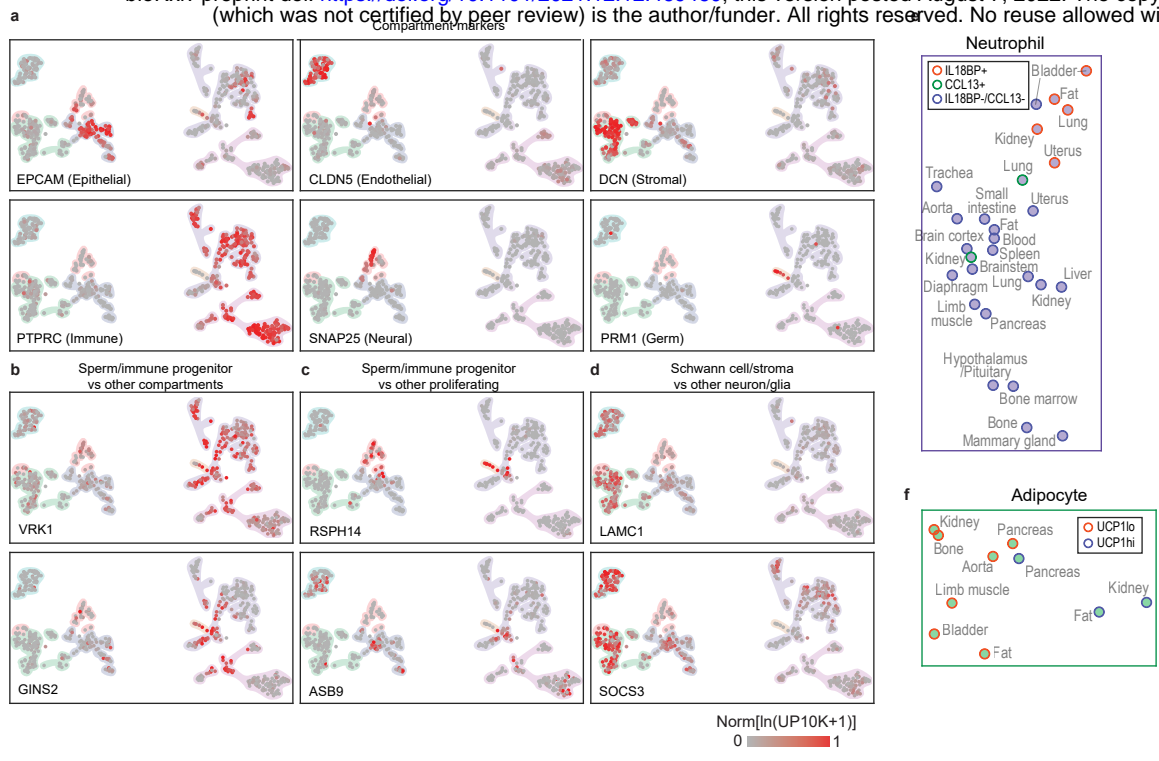 (which was not certified by peer review) is the author/funder. All rights reserved. No reuse allowed wi
a
Compartment markers
EPCAM (Epithelial)
CLDN5 (Endothelial)
DCN (Stromal)
PTPRC (Immune)
SNAP25 (Neural)
PRM1 (Germ)
b
Sperm/immune progenitor
vs other compartments
VRK1
GINS2
c
Sperm/immune progenitor
vs other proliferating
RSPH14
ASB9
d
Schwann cell/stroma
vs other neuron/glia
LAMC1
SOCS3
Norm[ln(UP10K+1)]
0
1
Neutrophil
IL18BP+
CCL13+
IL18BP-/CCL13-
Bladder
Fat
Lung
Kidney
Uterus
Lung
Trachea
Small
intestine
Uterus
Aorta
Fat
Brain cortex
Blood
Spleen
Kidney
Brainstem
Lung
Liver
Diaphragm
Kidney
Limb
muscle
Pancreas
Hypothalamus
/Pituitary
Bone marrow
Bone
Mammary gland
f
Adipocyte
UCP1lo
UCP1hi
Kidney
Bone
Pancreas
Aorta
Pancreas
Limb muscle
Kidney
Fat
Bladder
Fat